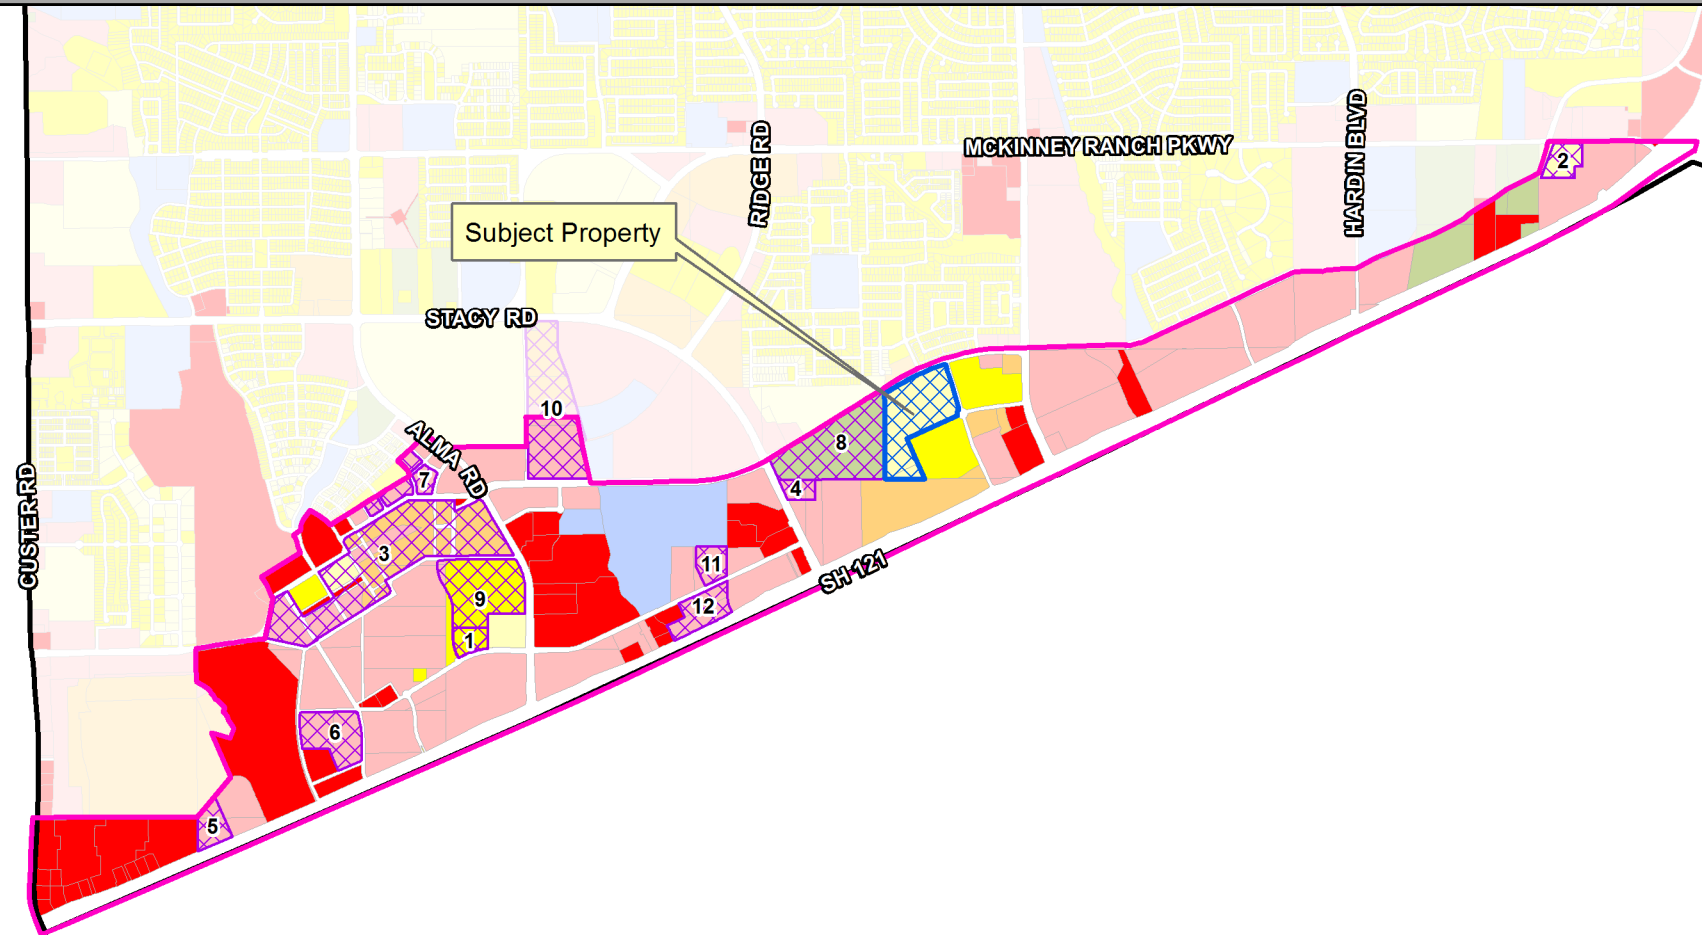 HARDIN BLVD
RIDGE RD
MCKINNEY RANCH PKWY
2
Subject Property
STACY RD
10
ALMA RD
8
7
4
CUSTER RD
3
11
SH 121
9
12
1
6
5